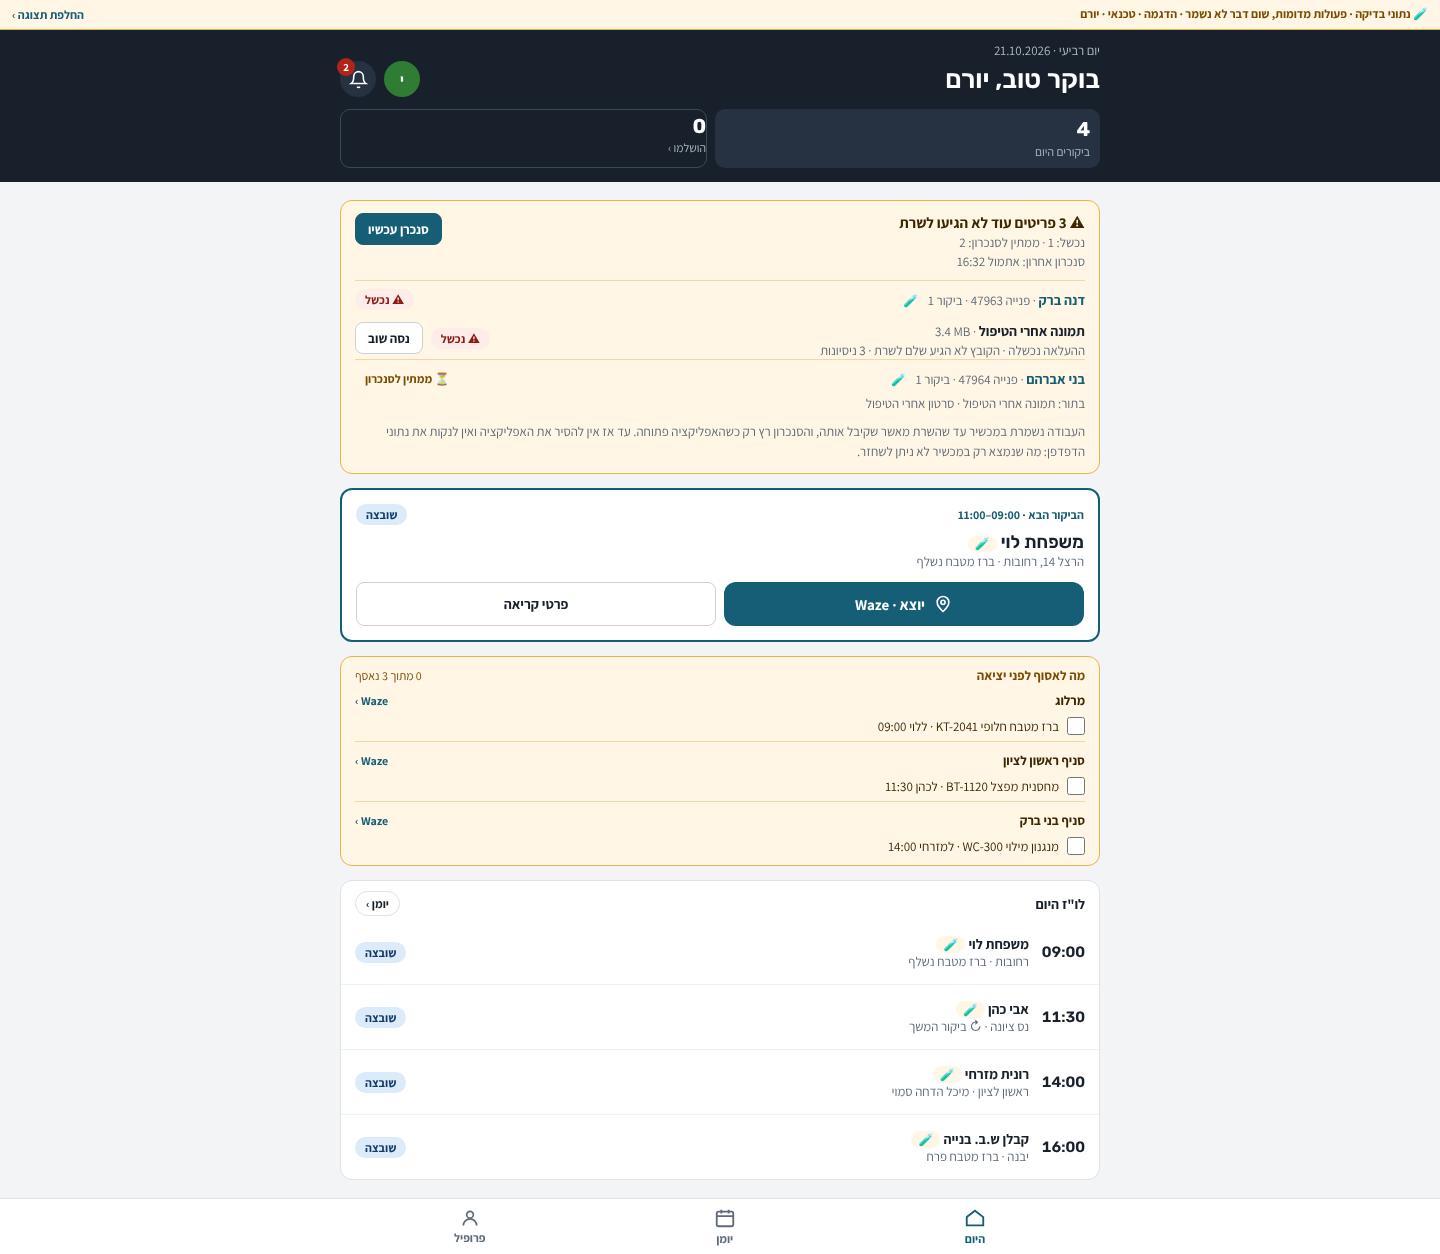 🧪 נתוני בדיקה · פעולות מדומות, שום דבר לא נשמר · הדגמה · טכנאי · יורם
החלפת תצוגה ›
יום רביעי · 21.10.2026
בוקר טוב, יורם
י
2
4
ביקורים היום
0
הושלמו ›
⚠ 3 פריטים עוד לא הגיעו לשרת
נכשל: 1 · ממתין לסנכרון: 2
סנכרון אחרון: אתמול 16:32
סנכרן עכשיו
דנה ברק · פנייה 47963 · ביקור 1 🧪
⚠ נכשל
תמונה אחרי הטיפול · 3.4 MB
ההעלאה נכשלה · הקובץ לא הגיע שלם לשרת · 3 ניסיונות
⚠ נכשל
נסה שוב
בני אברהם · פנייה 47964 · ביקור 1 🧪
⏳ ממתין לסנכרון
בתור: תמונה אחרי הטיפול · סרטון אחרי הטיפול
העבודה נשמרת במכשיר עד שהשרת מאשר שקיבל אותה, והסנכרון רץ רק כשהאפליקציה פתוחה. עד אז אין להסיר את האפליקציה ואין לנקות את נתוני
הדפדפן: מה שנמצא רק במכשיר לא ניתן לשחזר.
הביקור הבא · 09:00–11:00
שובצה
משפחת לוי 🧪
הרצל 14, רחובות · ברז מטבח נשלף
יוצא · Waze
פרטי קריאה
מה לאסוף לפני יציאה
0 מתוך 3 נאסף
מרלוג
Waze ›
ברז מטבח חלופי KT-2041 · ללוי 09:00
סניף ראשון לציון
Waze ›
מחסנית מפצל BT-1120 · לכהן 11:30
סניף בני ברק
Waze ›
מנגנון מילוי WC-300 · למזרחי 14:00
לו"ז היום
יומן ›
09:00
משפחת לוי 🧪
רחובות · ברז מטבח נשלף
שובצה
11:30
אבי כהן 🧪
נס ציונה · ↻ ביקור המשך
שובצה
14:00
רונית מזרחי 🧪
ראשון לציון · מיכל הדחה סמוי
שובצה
16:00
קבלן ש.ב. בנייה 🧪
יבנה · ברז מטבח פרח
שובצה
היום
יומן
פרופיל